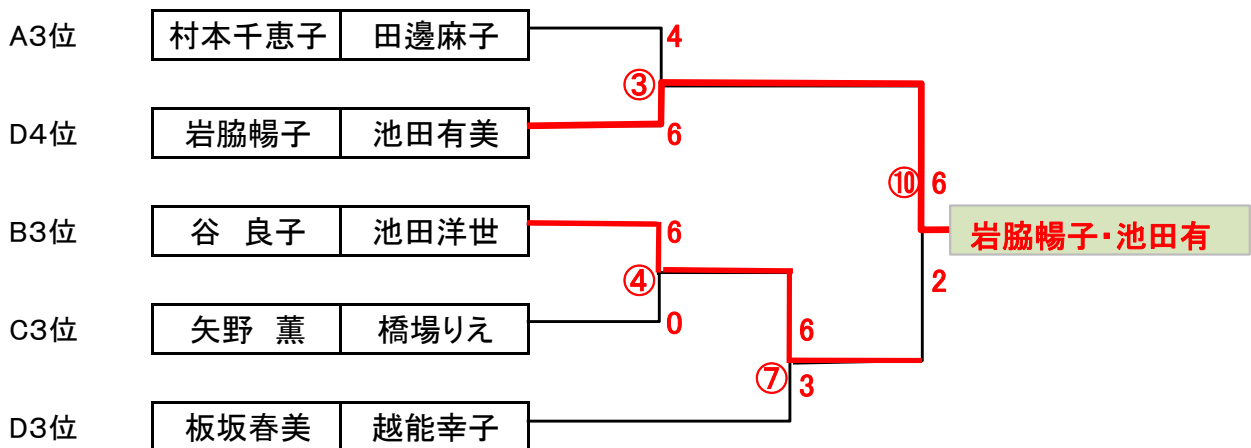 A3位 村本千恵子 田邊麻子 4
③
D4位 岩脇暢子 池田有美 6
⑩ 6
B3位 谷 良子 池田洋世 6
岩脇暢子・池田有
④
2
C3位 矢野 薫 橋場りえ 0
6
⑦ 3
D3位 板坂春美 越能幸子